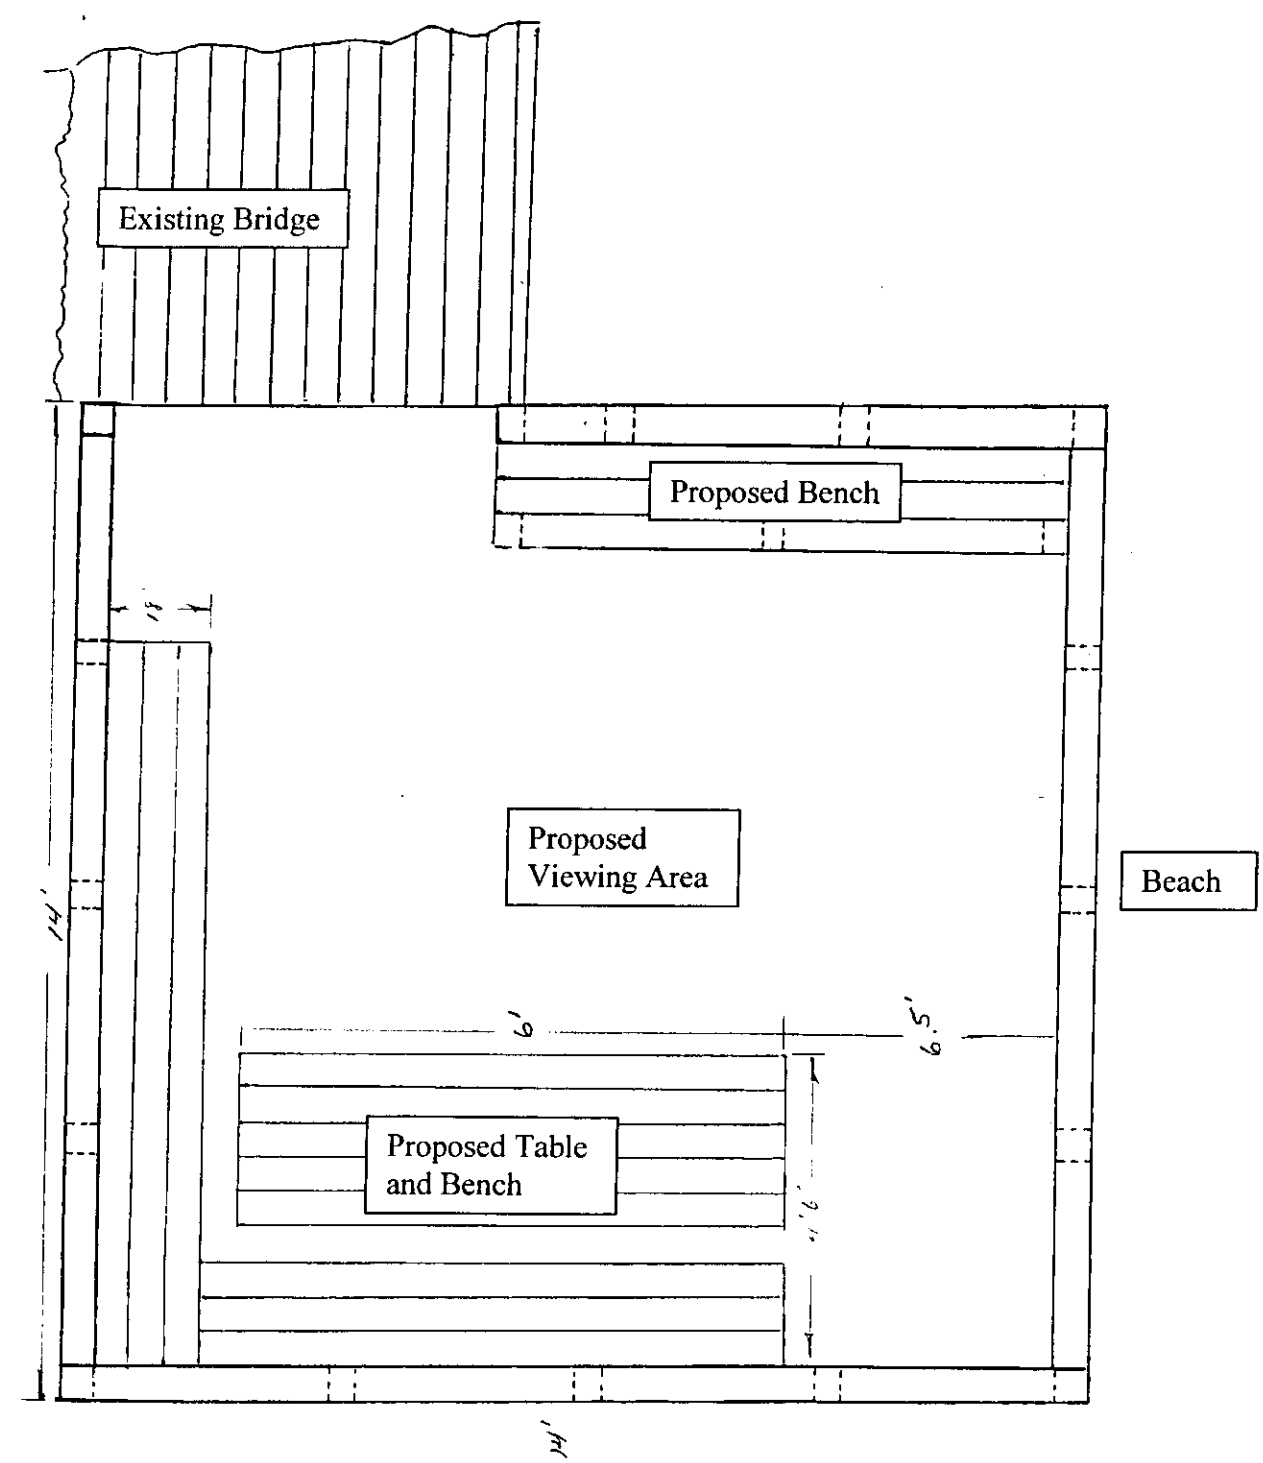 Existing Bridge
Proposed Bench
18
Proposed
Viewing Area
Beach
14'
6'
6.5'
Proposed Table
and Bench
14'